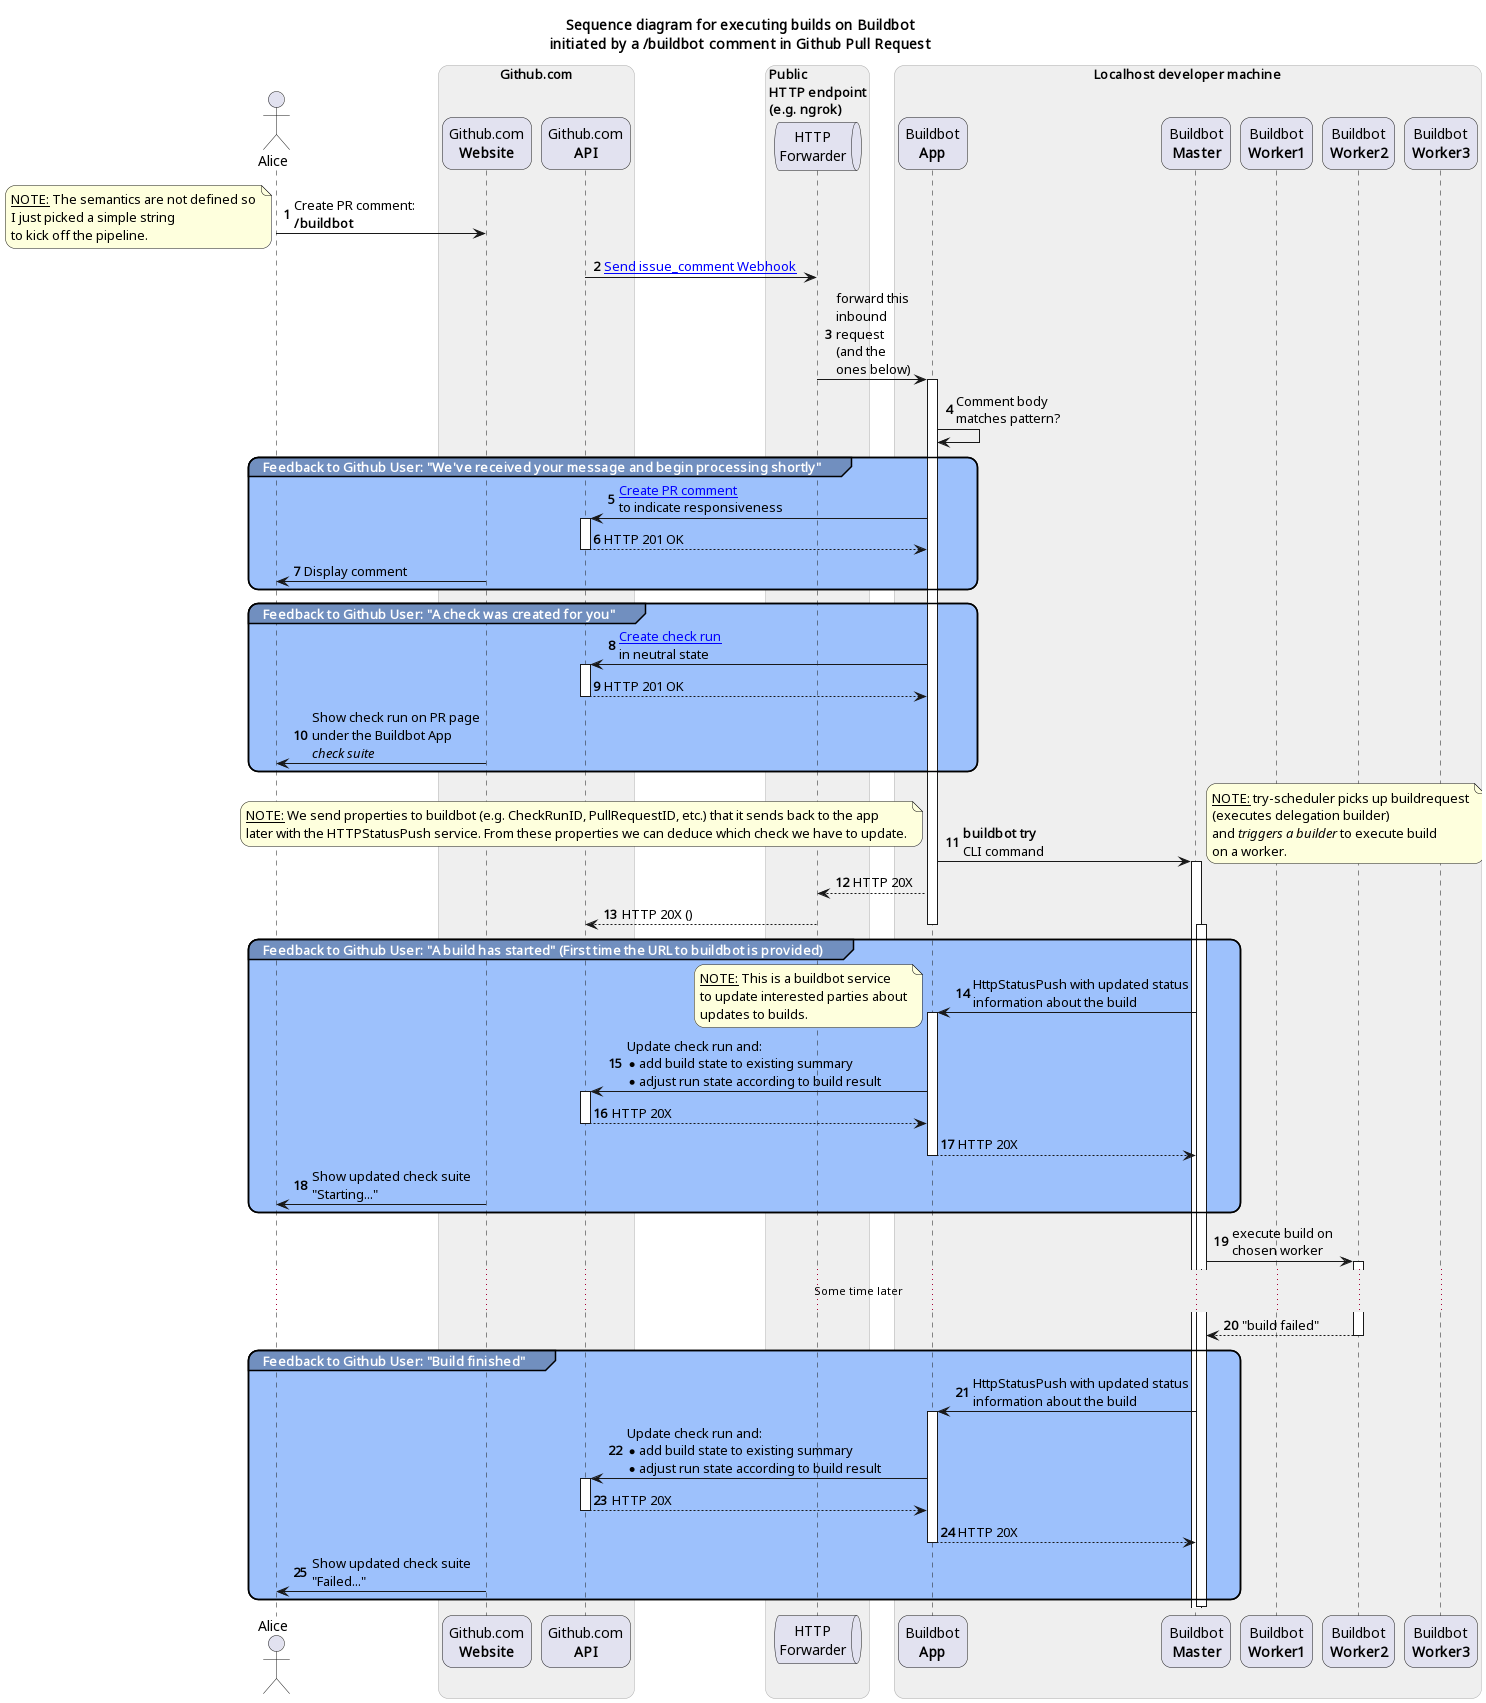 Sequence diagram for executing builds on Buildbot
initiated by a /buildbot comment in Github Pull Request
Github.com
Public
HTTP endpoint
(e.g. ngrok)
Localhost developer machine
Alice
Github.com
Website
Github.com
API
HTTP
Forwarder
Buildbot
App
Buildbot
Master
Buildbot
Worker1
Buildbot
Worker2
Buildbot
Worker3
NOTE: The semantics are not defined so
I just picked a simple string
to kick off the pipeline.
1 Create PR comment:
/buildbot
2 Send issue_comment Webhook
forward this
inbound
3 request
(and the
ones below)
4 Comment body
matches pattern?
Feedback to Github User: "We've received your message and begin processing shortly"
5 Create PR comment
to indicate responsiveness
6 HTTP 201 OK
7 Display comment
Feedback to Github User: "A check was created for you"
8 Create check run
in neutral state
9 HTTP 201 OK
Show check run on PR page
10 under the Buildbot App
check suite
NOTE: We send properties to buildbot (e.g. CheckRunID, PullRequestID, etc.) that it sends back to the app
later with the HTTPStatusPush service. From these properties we can deduce which check we have to update.
11 buildbot try
CLI command
NOTE: try-scheduler picks up buildrequest
(executes delegation builder)
and triggers a builder to execute build
on a worker.
12 HTTP 20X
13 HTTP 20X ()
Feedback to Github User: "A build has started" (First time the URL to buildbot is provided)
NOTE: This is a buildbot service
to update interested parties about
updates to builds.
14 HttpStatusPush with updated status
information about the build
Update check run and:
15 • add build state to existing summary
• adjust run state according to build result
16 HTTP 20X
17 HTTP 20X
18 Show updated check suite
"Starting..."
19 execute build on
chosen worker
Some time later
20 "build failed"
Feedback to Github User: "Build finished"
21 HttpStatusPush with updated status
information about the build
Update check run and:
22 • add build state to existing summary
• adjust run state according to build result
23 HTTP 20X
24 HTTP 20X
25 Show updated check suite
"Failed..."
Alice
Github.com
Website
Github.com
API
HTTP
Forwarder
Buildbot
App
Buildbot
Master
Buildbot
Worker1
Buildbot
Worker2
Buildbot
Worker3